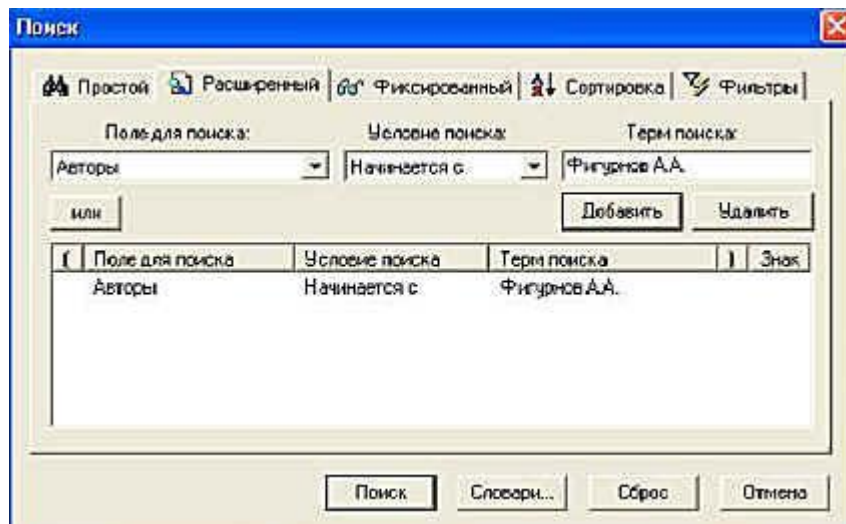 Поиск
Простой Расширенный Фиксированный Сортировка Фильтры
Поле для поиска: Условие поиска: Терм поиска:
Авторы Начинается с Фигурнов А.А.
или Добавить Удалить
( Поле для поиска Условие поиска Терм поиска ) Знак
Авторы Начинается с Фигурнов А.А.
Поиск Словари... Сброс Отмена